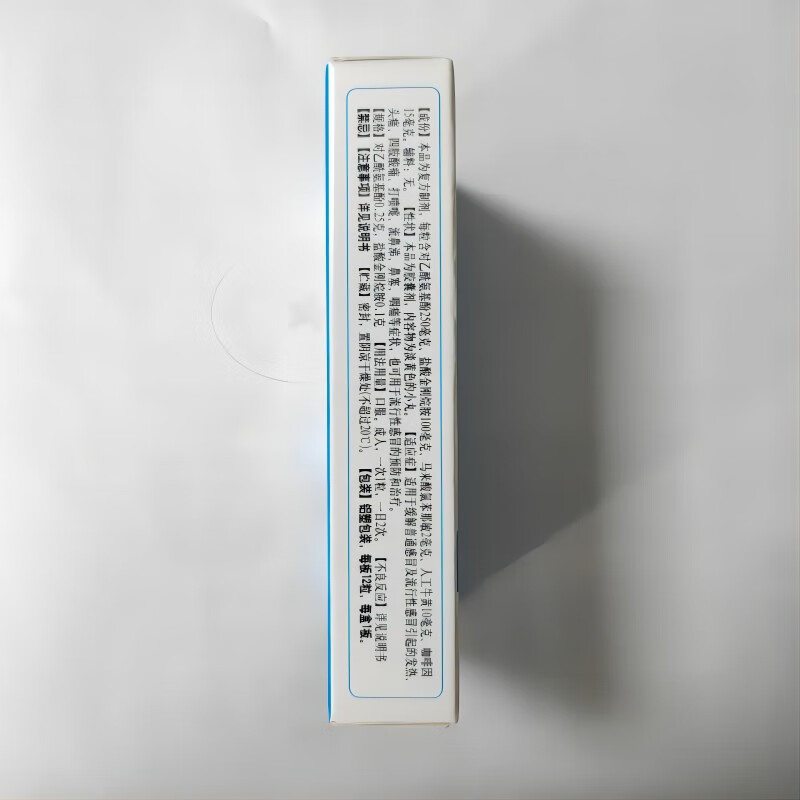 【成份】本品为复方制剂，每粒含对乙酰氨基酚250毫克、盐酸金刚烷胺100毫克、马来酸氯苯那敏2毫克、人工牛黄10毫克、咖啡因
15毫克。辅料：无。 【性状】本品为胶囊剂，内容物为淡黄色的小丸。 【适应症】适用于缓解普通感冒及流行性感冒引起的发热、
头痛、四肢酸痛、打喷嚏、流鼻涕、鼻塞、咽痛等症状，也可用于流行性感冒的预防和治疗。
【规格】对乙酰氨基酚0.25克，盐酸金刚烷胺0.1克 【用法用量】口服。成人，一次1粒，一日2次。 【不良反应】详见说明书
【禁忌】【注意事项】详见说明书 【贮藏】密封，置阴凉干燥处(不超过20℃)。 【包装】铝塑包装，每板12粒，每盒1板。